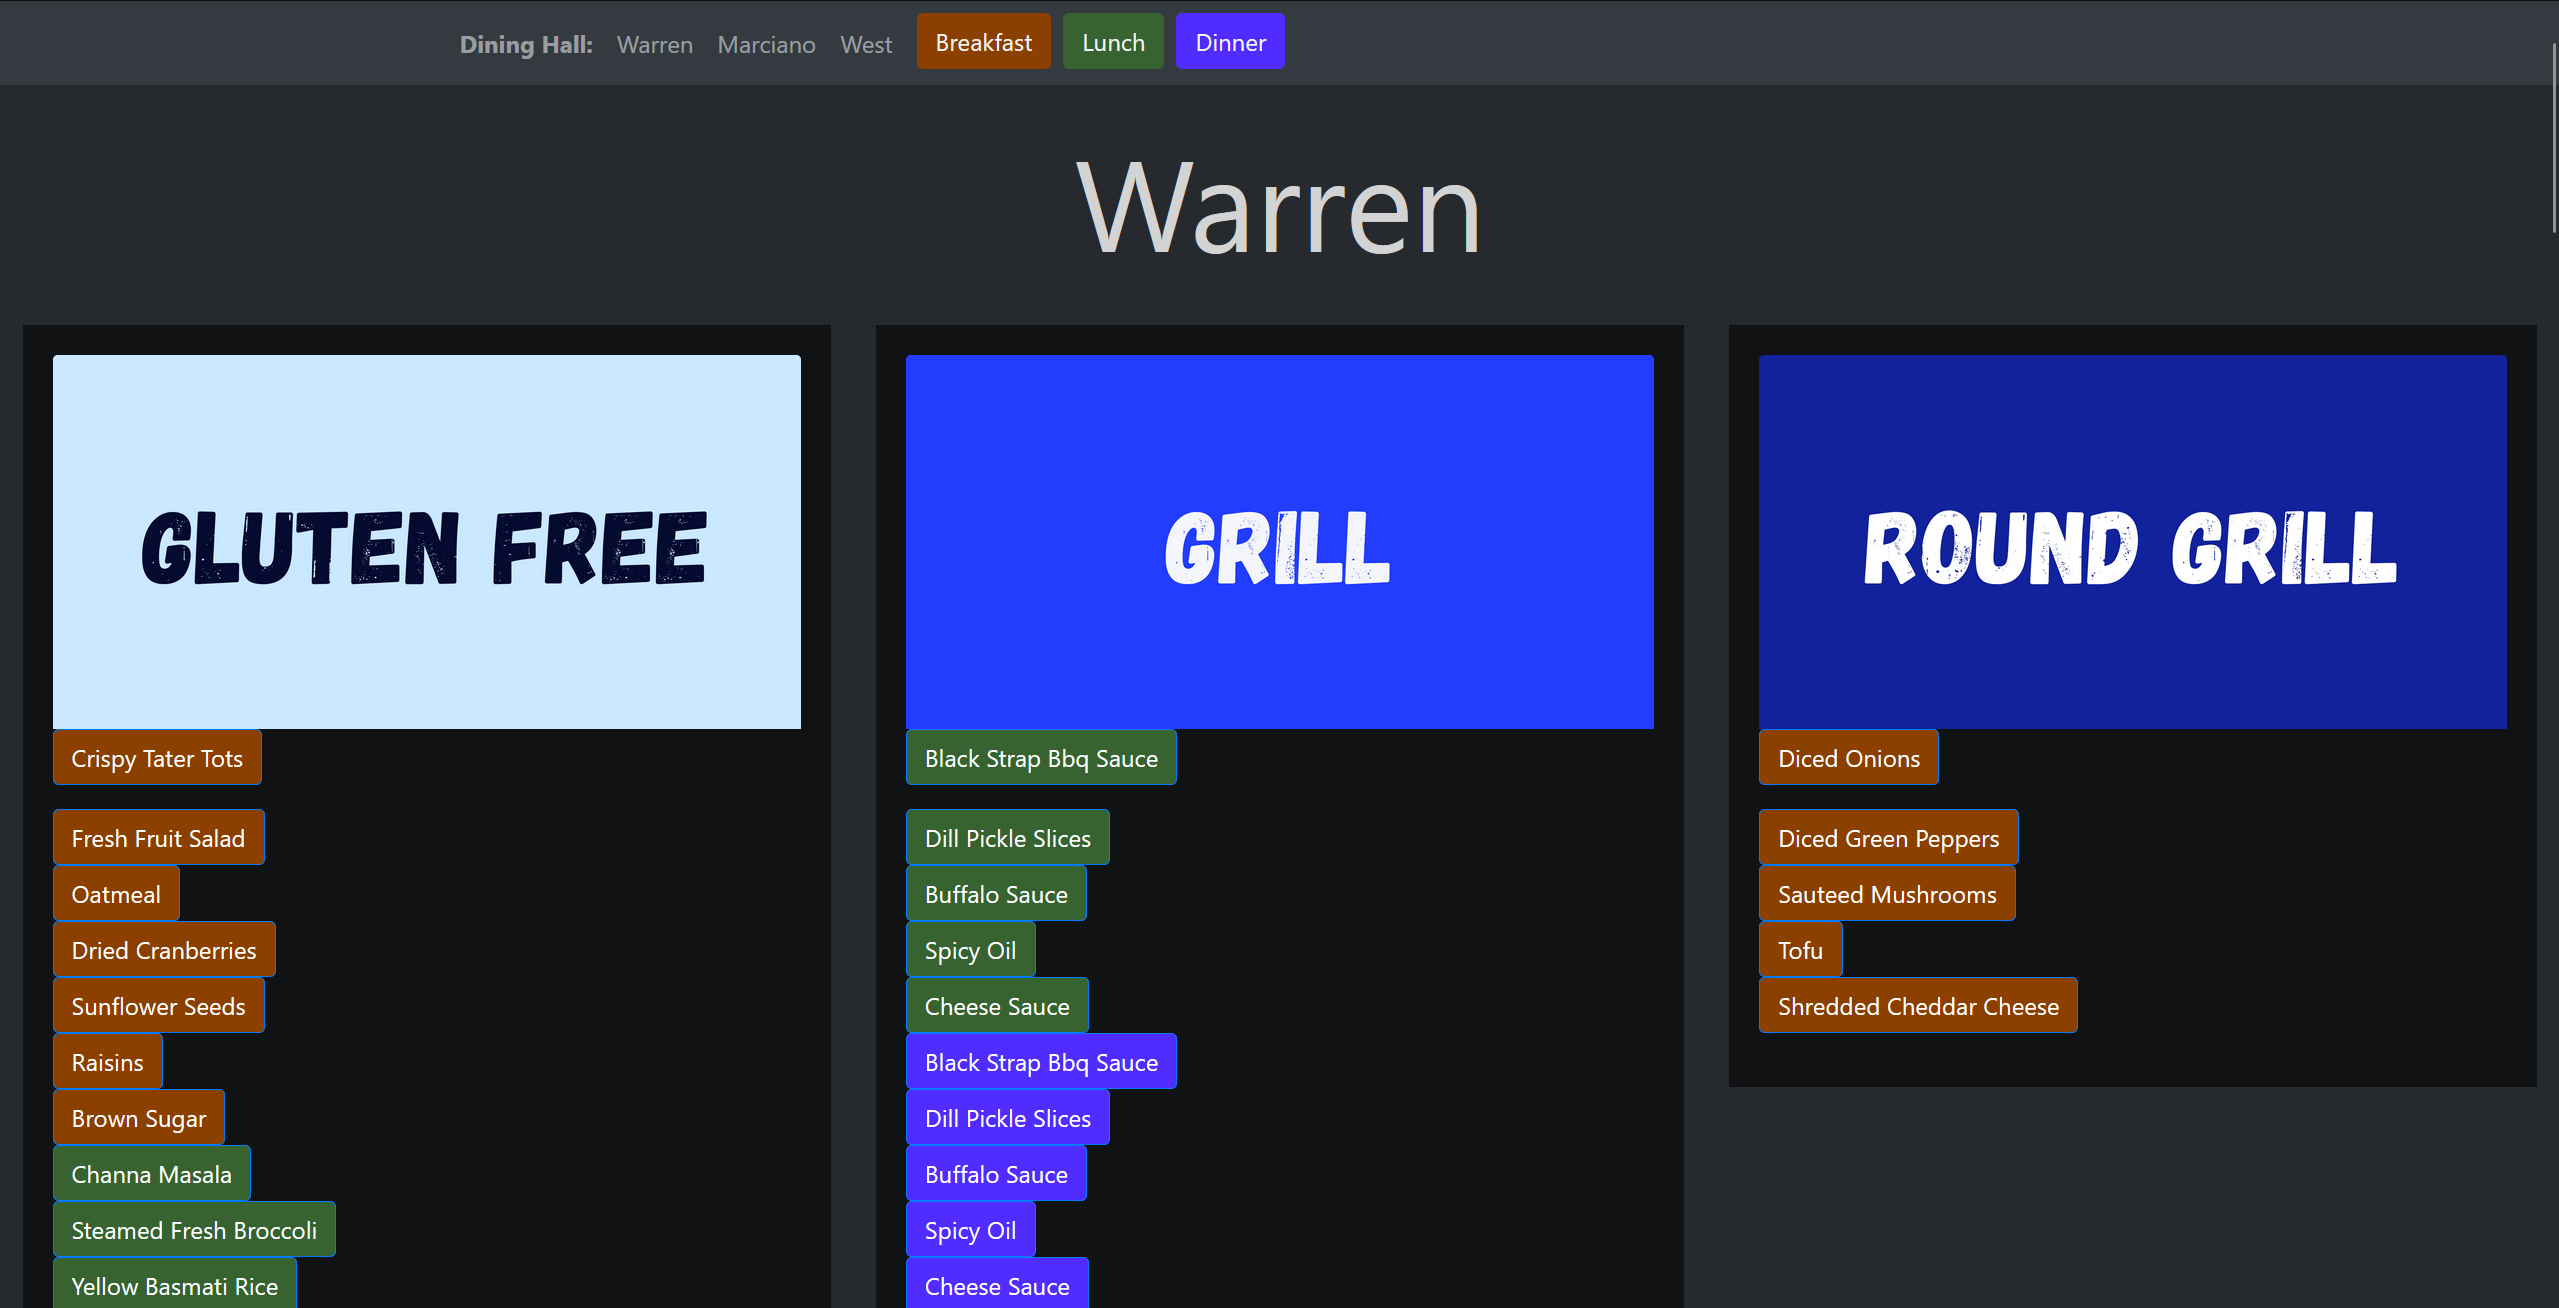 Dining Hall: Warren Marciano West Breakfast Lunch Dinner
Warren
GLUTEN FREE
Crispy Tater Tots
Fresh Fruit Salad
Oatmeal
Dried Cranberries
Sunflower Seeds
Raisins
Brown Sugar
Channa Masala
Steamed Fresh Broccoli
Yellow Basmati Rice
GRILL
Black Strap Bbq Sauce
Dill Pickle Slices
Buffalo Sauce
Spicy Oil
Cheese Sauce
Black Strap Bbq Sauce
Dill Pickle Slices
Buffalo Sauce
Spicy Oil
Cheese Sauce
ROUND GRILL
Diced Onions
Diced Green Peppers
Sauteed Mushrooms
Tofu
Shredded Cheddar Cheese